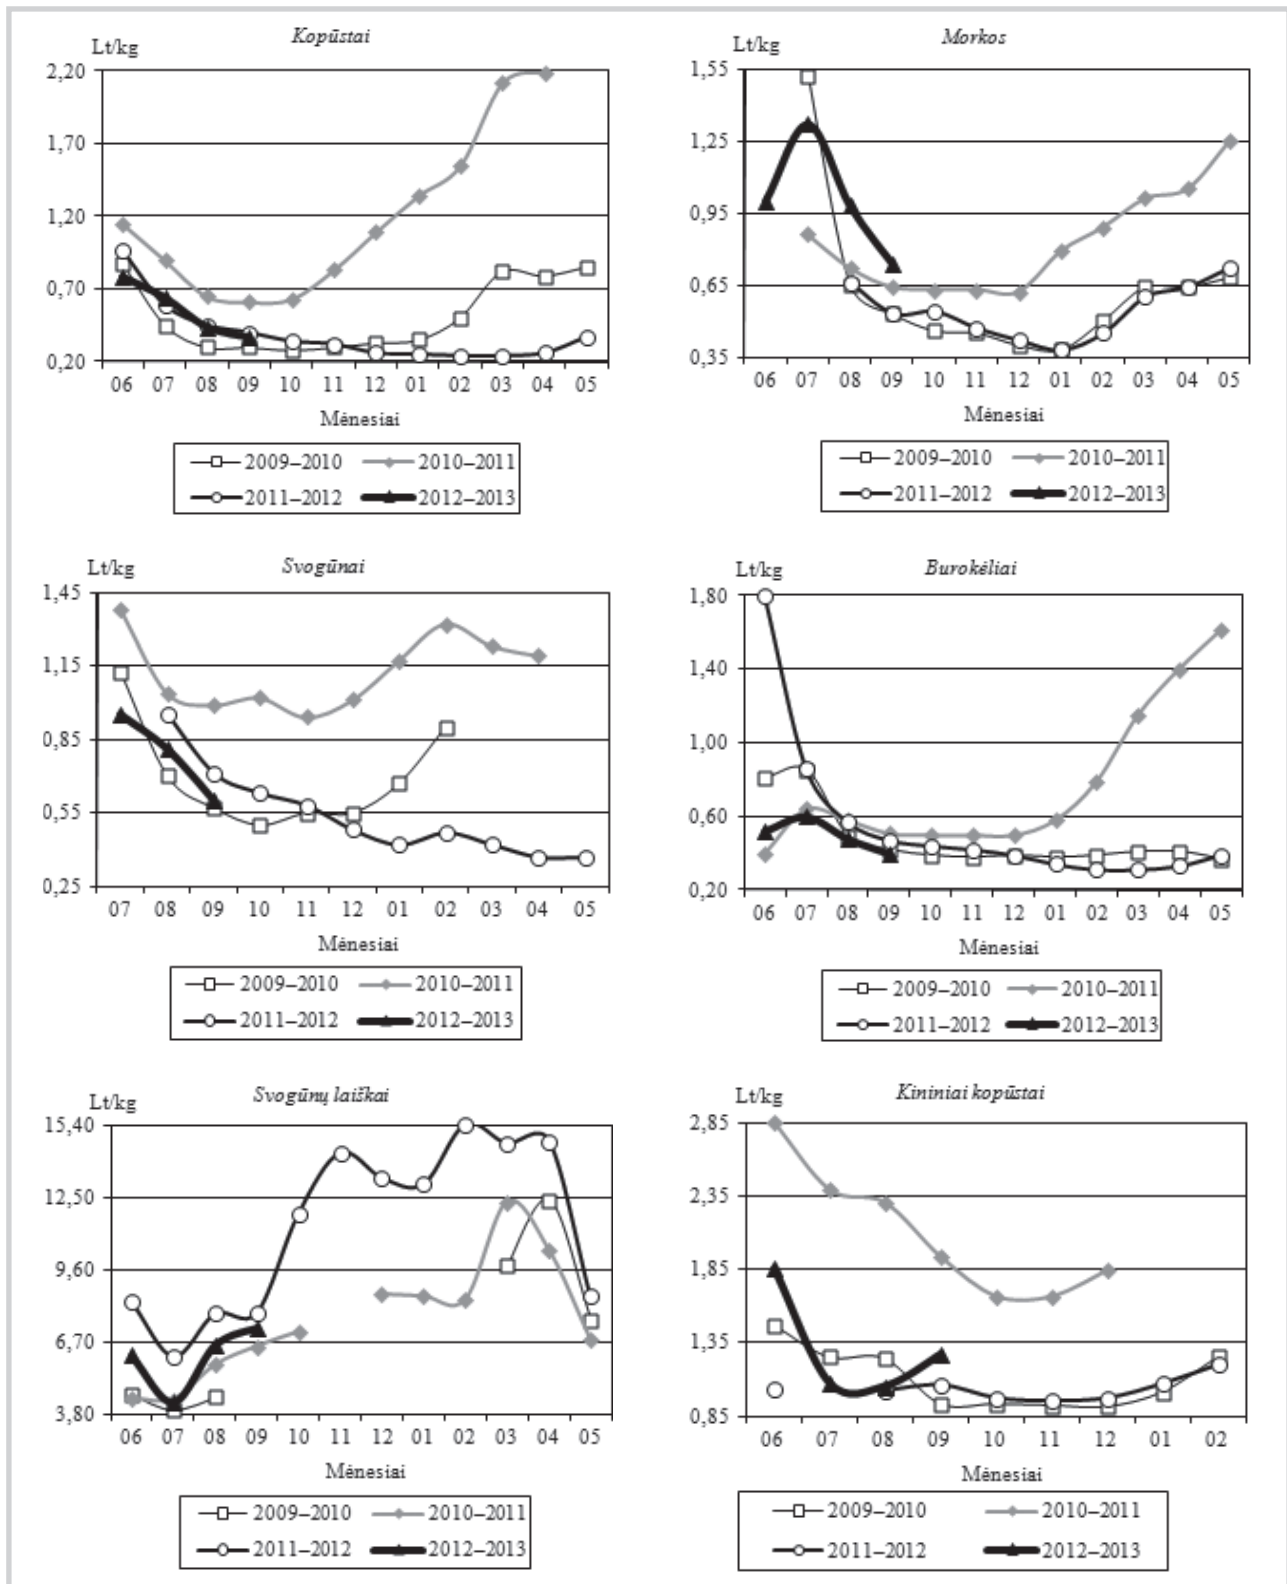 Kopūstai
Lt/kg
2,20
1,70
1,20
0,70
0,20
06 07 08 09 10 11 12 01 02 03 04 05
Mėnesiai
2009–2010 2010–2011
2011–2012 2012–2013
Morkos
Lt/kg
1,55
1,25
0,95
0,65
0,35
06 07 08 09 10 11 12 01 02 03 04 05
Mėnesiai
2009–2010 2010–2011
2011–2012 2012–2013
Svogūnai
Lt/kg
1,45
1,15
0,85
0,55
0,25
07 08 09 10 11 12 01 02 03 04 05
Mėnesiai
2009–2010 2010–2011
2011–2012 2012–2013
Burokėliai
Lt/kg
1,80
1,40
1,00
0,60
0,20
06 07 08 09 10 11 12 01 02 03 04 05
Mėnesiai
2009–2010 2010–2011
2011–2012 2012–2013
Svogūnų laiškai
Lt/kg
15,40
12,50
9,60
6,70
3,80
06 07 08 09 10 11 12 01 02 03 04 05
Mėnesiai
2009–2010 2010–2011
2011–2012 2012–2013
Kininiai kopūstai
Lt/kg
2,85
2,35
1,85
1,35
0,85
06 07 08 09 10 11 12 01 02
Mėnesiai
2009–2010 2010–2011
2011–2012 2012–2013